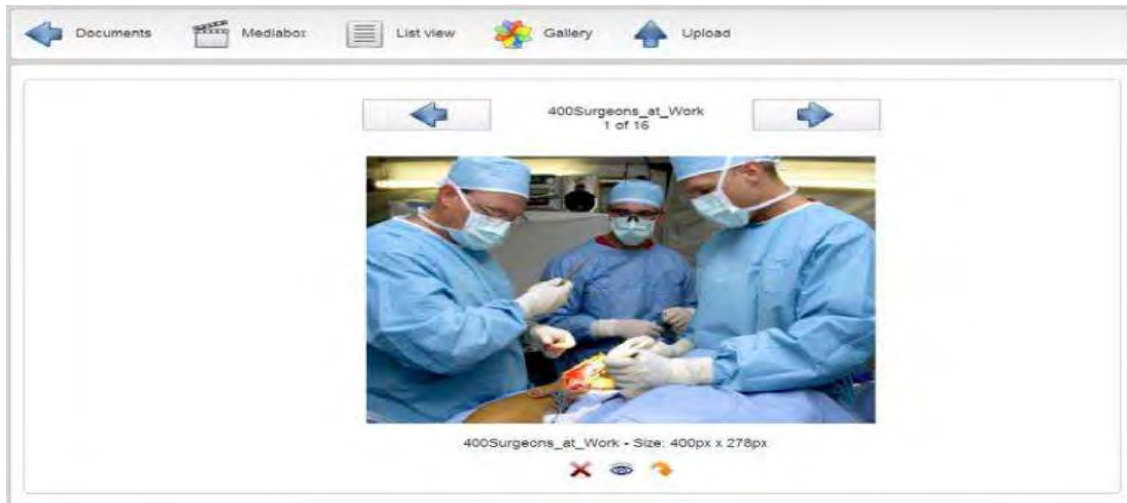 Documents Mediabox List view Gallery Upload
400Surgeons_at_Work
1 of 16
400Surgeons_at_Work - Size: 400px x 278px